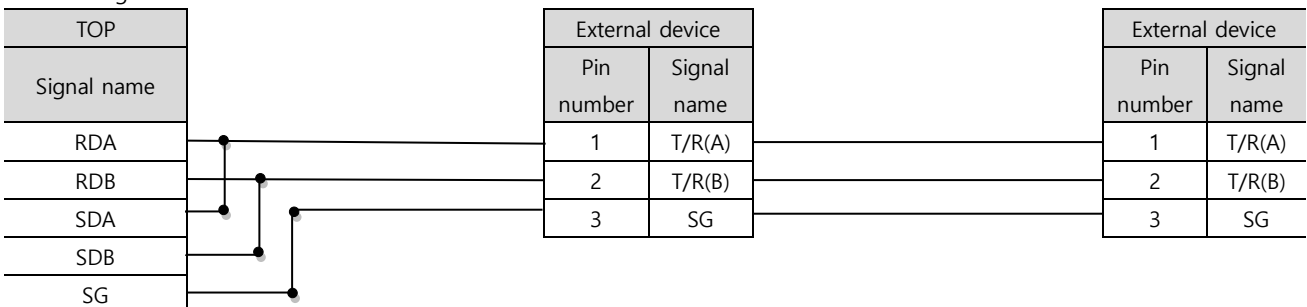 TOP
Signal name
RDA
RDB
SDA
SDB
SG
External device
Pin number Signal name
1 T/R(A)
2 T/R(B)
3 SG
External device
Pin number Signal name
1 T/R(A)
2 T/R(B)
3 SG